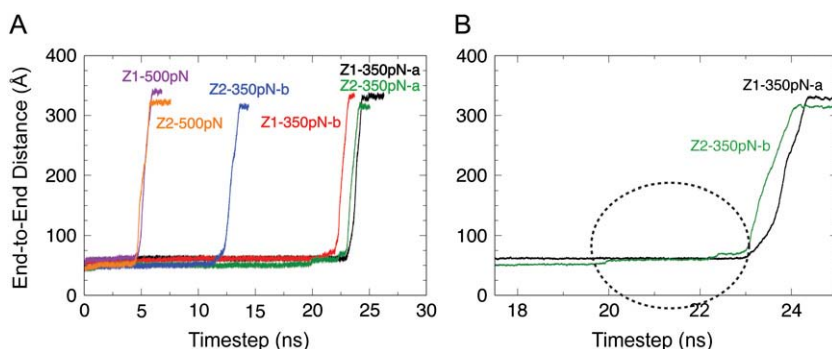 A
B
400
300
200
100
0
End-to-End Distance (Å)
Z1-500pN
Z2-350pN-b
Z1-350pN-a
Z2-350pN-a
Z2-500pN
Z1-350pN-b
0 5 10 15 20 25 30
Timestep (ns)
400
300
200
100
0
Z1-350pN-a
Z2-350pN-b
18 20 22 24
Timestep (ns)